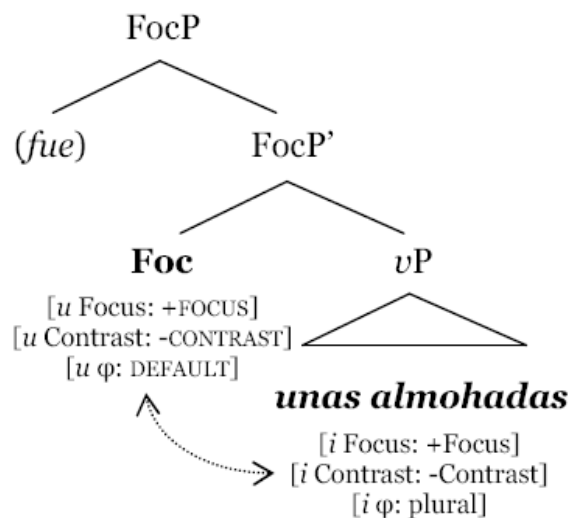 FocP
(fue) FocP’
Foc vP
[u Focus: +FOCUS]
[u Contrast: -CONTRAST]
[u φ: DEFAULT]
unas almohadas
[i Focus: +Focus]
[i Contrast: -Contrast]
[i φ: plural]